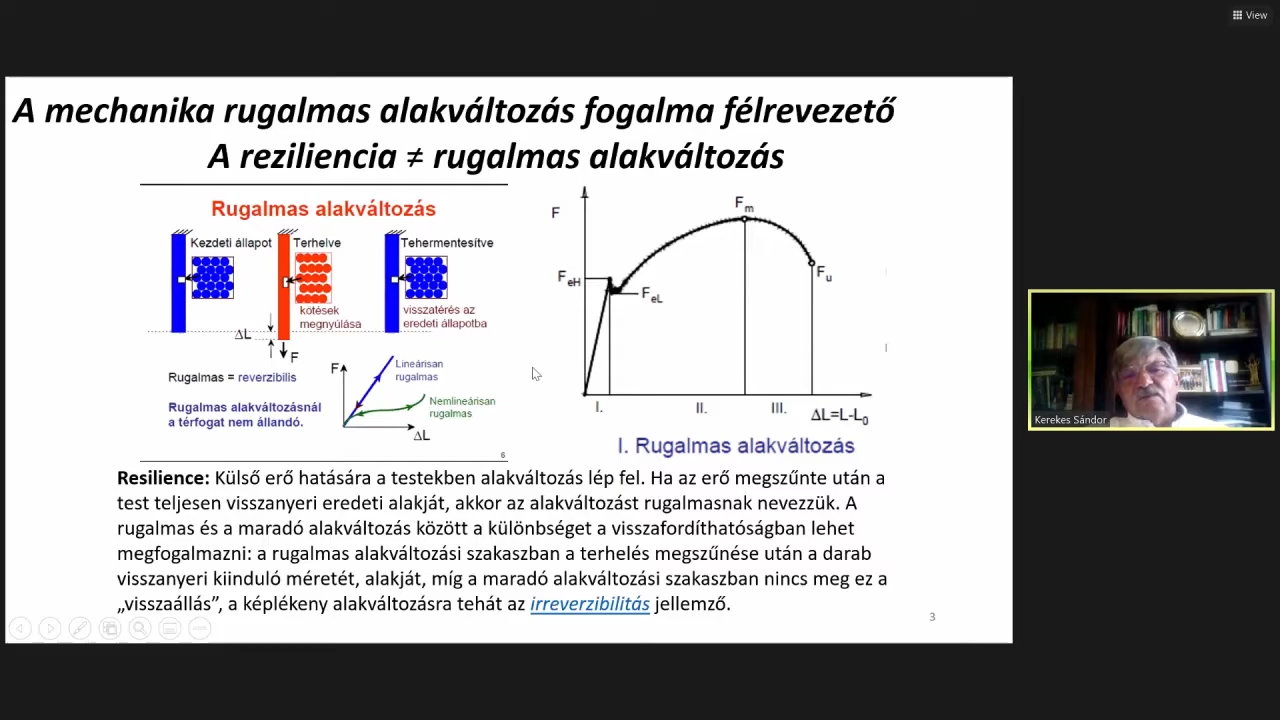 View
A mechanika rugalmas alakváltozás fogalma félrevezető
A reziliencia ≠ rugalmas alakváltozás
Rugalmas alakváltozás
Kezdeti állapot
Terhelve
Tehermentesítve
kötések
megnyúlása
visszatérés az
eredeti állapotba
ΔL
F
Rugalmas = reverzibilis
Rugalmas alakváltozásnál
a térfogat nem állandó.
F
Lineárisan
rugalmas
Nemlineárisan
rugalmas
ΔL
6
F
Fm
FeH
FeL
Fu
I.
II.
III.
ΔL=L-L0
I. Rugalmas alakváltozás
Resilience: Külső erő hatására a testekben alakváltozás lép fel. Ha az erő megszűnte után a
test teljesen visszanyeri eredeti alakját, akkor az alakváltozást rugalmasnak nevezzük. A
rugalmas és a maradó alakváltozás között a különbséget a visszafordíthatóságban lehet
megfogalmazni: a rugalmas alakváltozási szakaszban a terhelés megszűnése után a darab
visszanyeri kiinduló méretét, alakját, míg a maradó alakváltozási szakaszban nincs meg ez a
„visszaállás”, a képlékeny alakváltozásra tehát az irreverzibilitás jellemző.
3
Kerekes Sándor